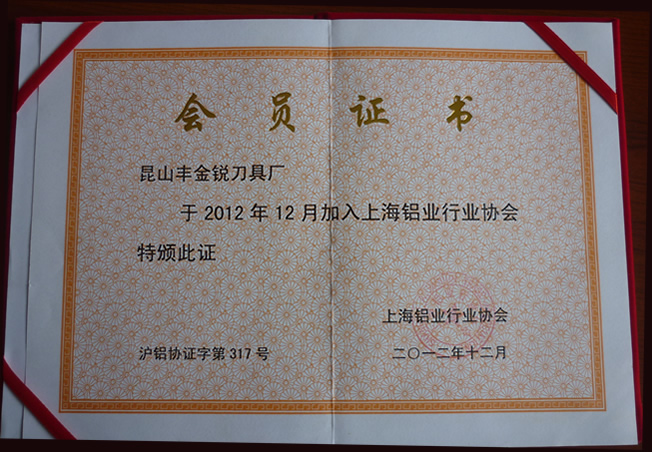 会员证书
昆山丰金锐刀具厂
于 2012 年 12 月加入上海铝业行业协会
特颁此证
上海铝业行业协会
沪铝协证字第 317 号
二〇一二年十二月